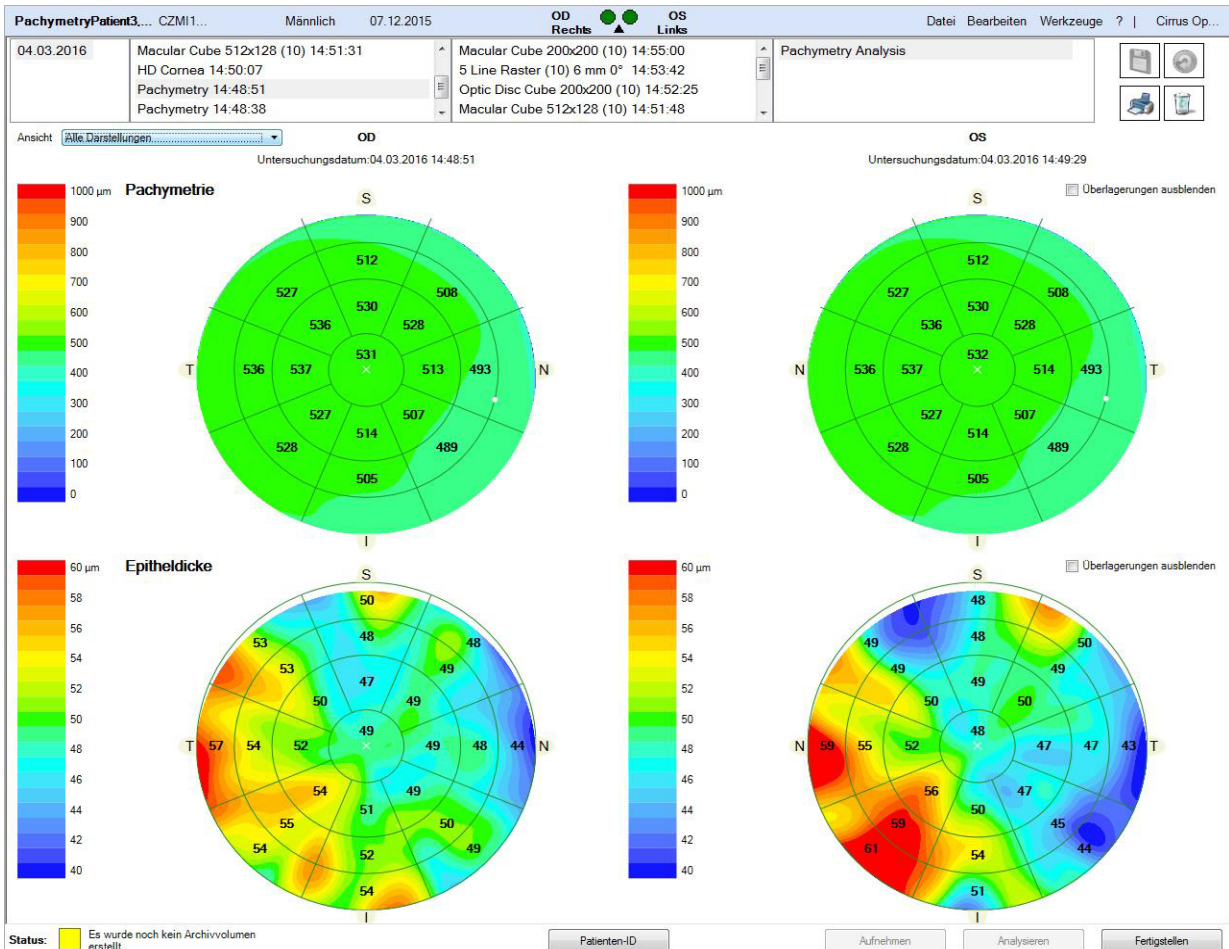 PachymetryPatient3,... CZMI1... Männlich 07.12.2015 OD Rechts OS Links Datei Bearbeiten Werkzeuge ? | Cirrus Op...
04.03.2016
Macular Cube 512x128 (10) 14:51:31
HD Cornea 14:50:07
Pachymetry 14:48:51
Pachymetry 14:48:38
Macular Cube 200x200 (10) 14:55:00
5 Line Raster (10) 6 mm 0° 14:53:42
Optic Disc Cube 200x200 (10) 14:52:25
Macular Cube 512x128 (10) 14:51:48
Pachymetry Analysis
Ansicht Alle Darstellungen
OD
Untersuchungsdatum:04.03.2016 14:48:51
OS
Untersuchungsdatum:04.03.2016 14:49:29
1000 µm
900
800
700
600
500
400
300
200
100
0
Pachymetrie
S
512
527 508
530
536 528
531
T 536 537 513 493 N
527 507
514
528 489
505
I
1000 µm
900
800
700
600
500
400
300
200
100
0
Überlagerungen ausblenden
S
512
527 508
530
536 528
532
N 536 537 514 493 T
527 507
514
528 489
505
I
60 µm
58
56
54
52
50
48
46
44
42
40
Epitheldicke
S
50
53 48 48
53 49
47
50 49
49
T 57 54 52 49 48 44 N
54 49
51
55 50
54 52 49
54
I
60 µm
58
56
54
52
50
48
46
44
42
40
Überlagerungen ausblenden
S
48
49 48 50
49 49
49
50 50
48
N 59 55 52 47 47 43 T
56 47
50
59 45
61 54 44
51
I
Status: Es wurde noch kein Archivvolumen
erstellt
Patienten-ID
Aufnehmen
Analysieren
Fertigstellen